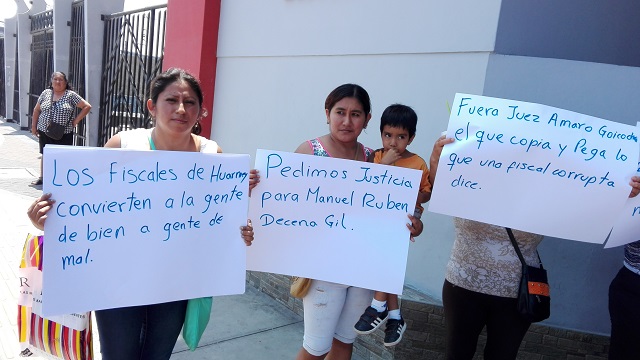 Los Fiscales de Huarmey
convierten a la gente
de bien a gente de
mal.
Pedimos Justicia
para Manuel Ruben
Decena Gil.
Fuera Juez Amaro Goicoche
el que copia y Pega lo
que una fiscal corrupta
dice.